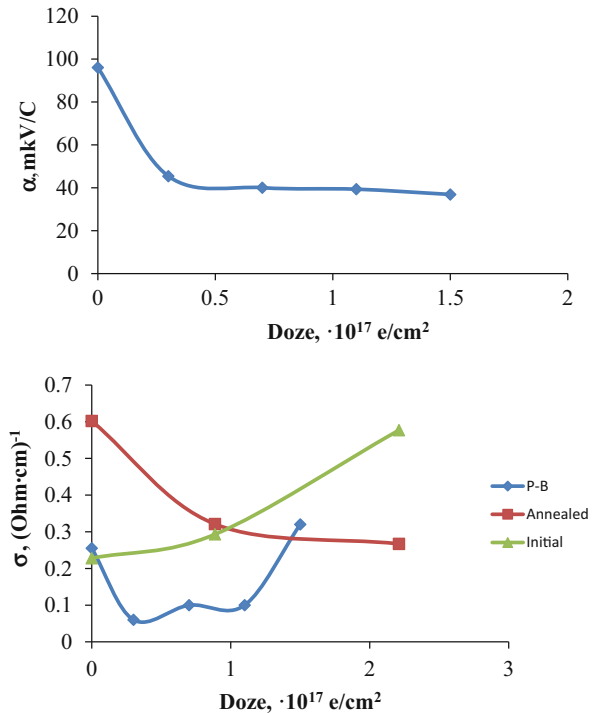 120
100
80
60
40
20
0
α, mkV/C
0 0.5 1 1.5 2
Doze, ·10¹⁷ e/cm²
0.7
0.6
0.5
0.4
0.3
0.2
0.1
0
σ, (Ohm·cm)⁻¹
0 1 2 3
Doze, ·10¹⁷ e/cm²
P-B
Annealed
Initial